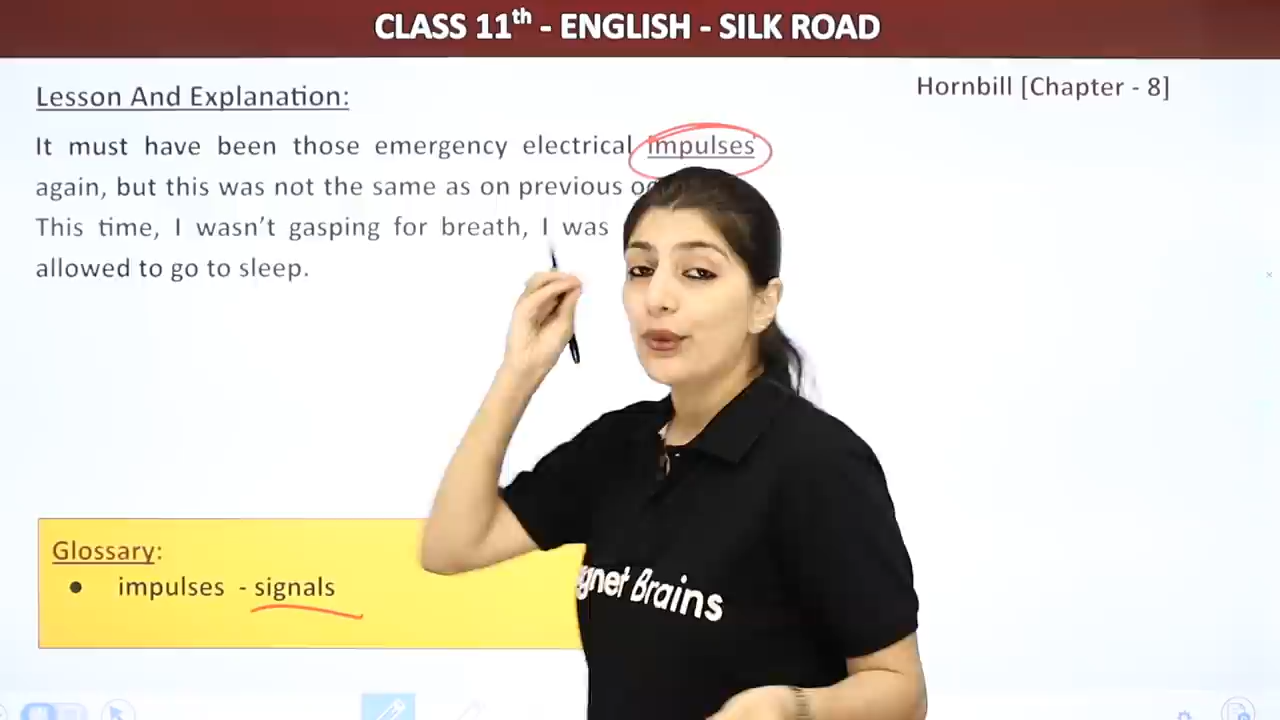 CLASS 11th - ENGLISH - SILK ROAD
Hornbill [Chapter - 8]
Lesson And Explanation:
It must have been those emergency electrical impulses
again, but this was not the same as on previous
This time, I wasn't gasping for breath, I was
allowed to go to sleep.
Glossary:
● impulses - signals
gnet Brains